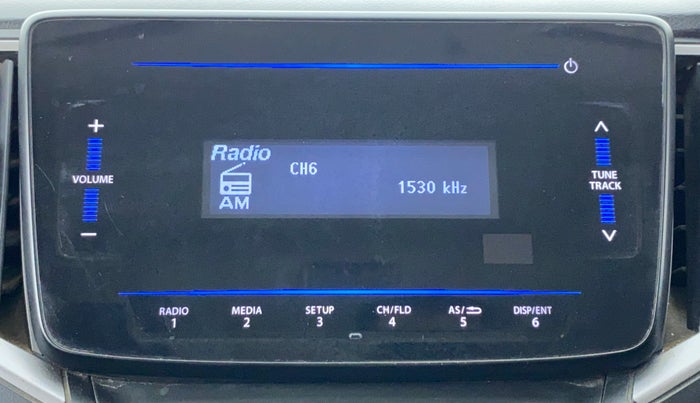 Radio
CH6
1530 kHz
AM
+
VOLUME
−
TUNE
TRACK
RADIO
1
MEDIA
2
SETUP
3
CH/FLD
4
AS/
5
DISP/ENT
6